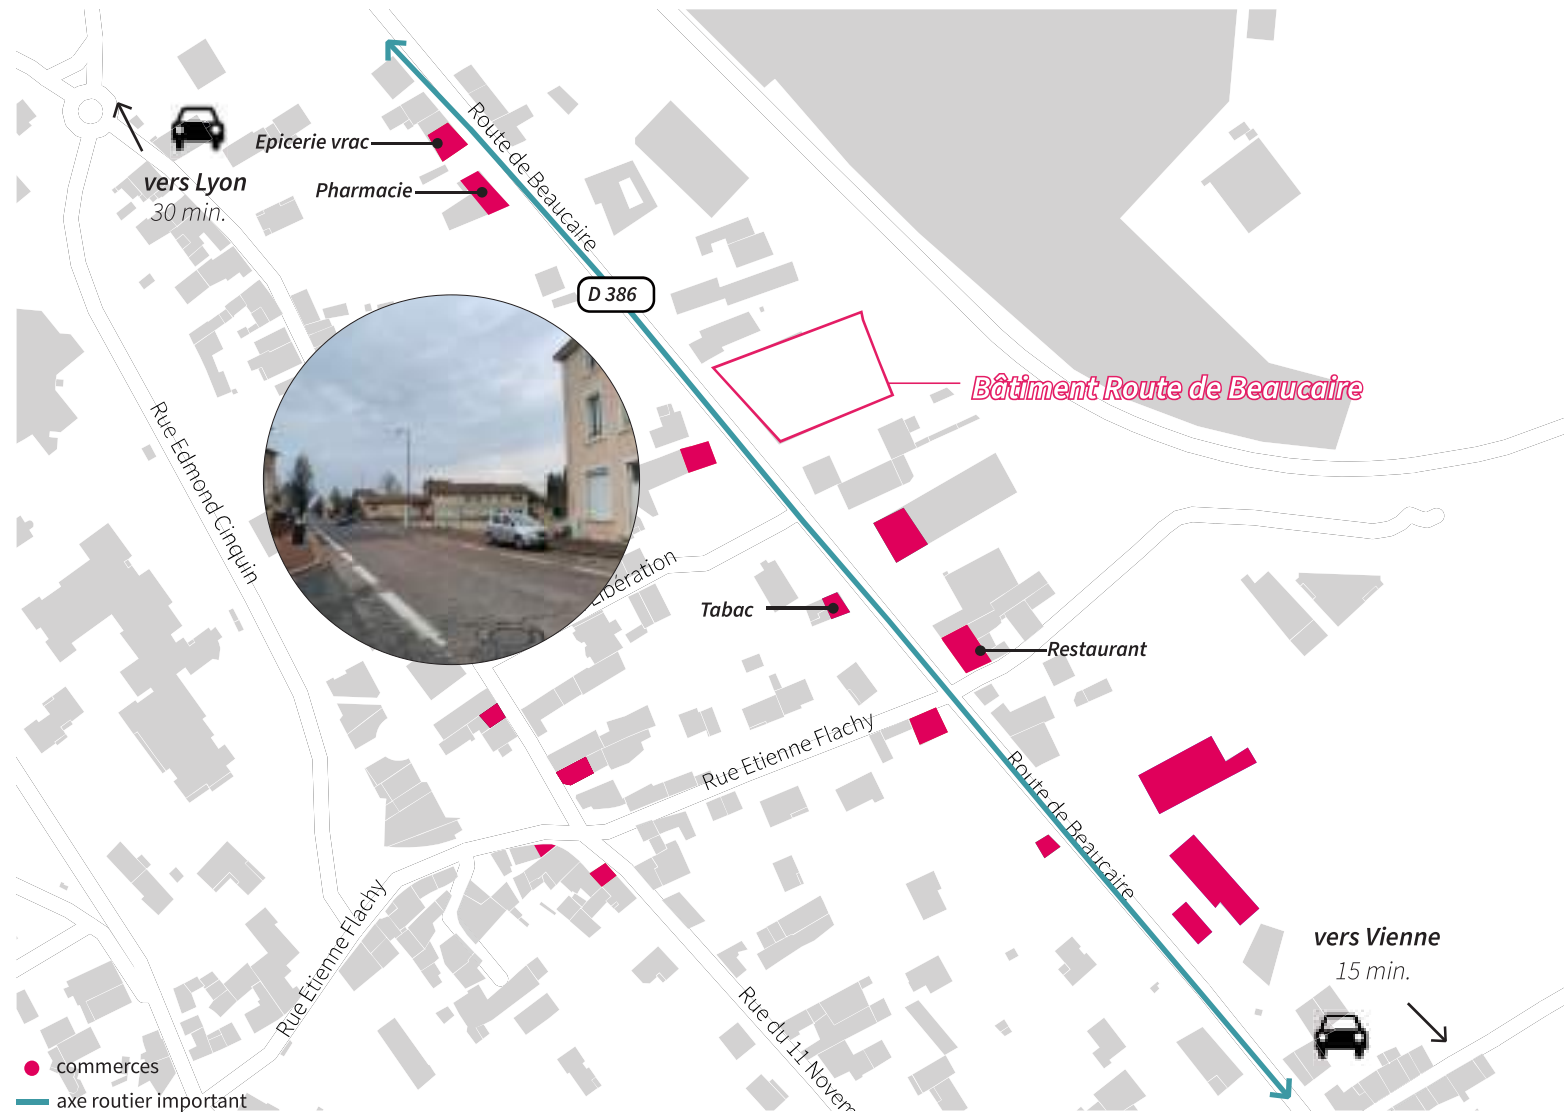 Route de Beaucaire
Epicerie vrac
vers Lyon
30 min.
Pharmacie
D 386
Bâtiment Route de Beaucaire
Rue Edmond Cinquin
Libération
Tabac
Restaurant
Rue Etienne Flachy
Route de Beaucaire
Rue Etienne Flachy
vers Vienne
15 min.
Rue du 11 Novem
commerces
axe routier important